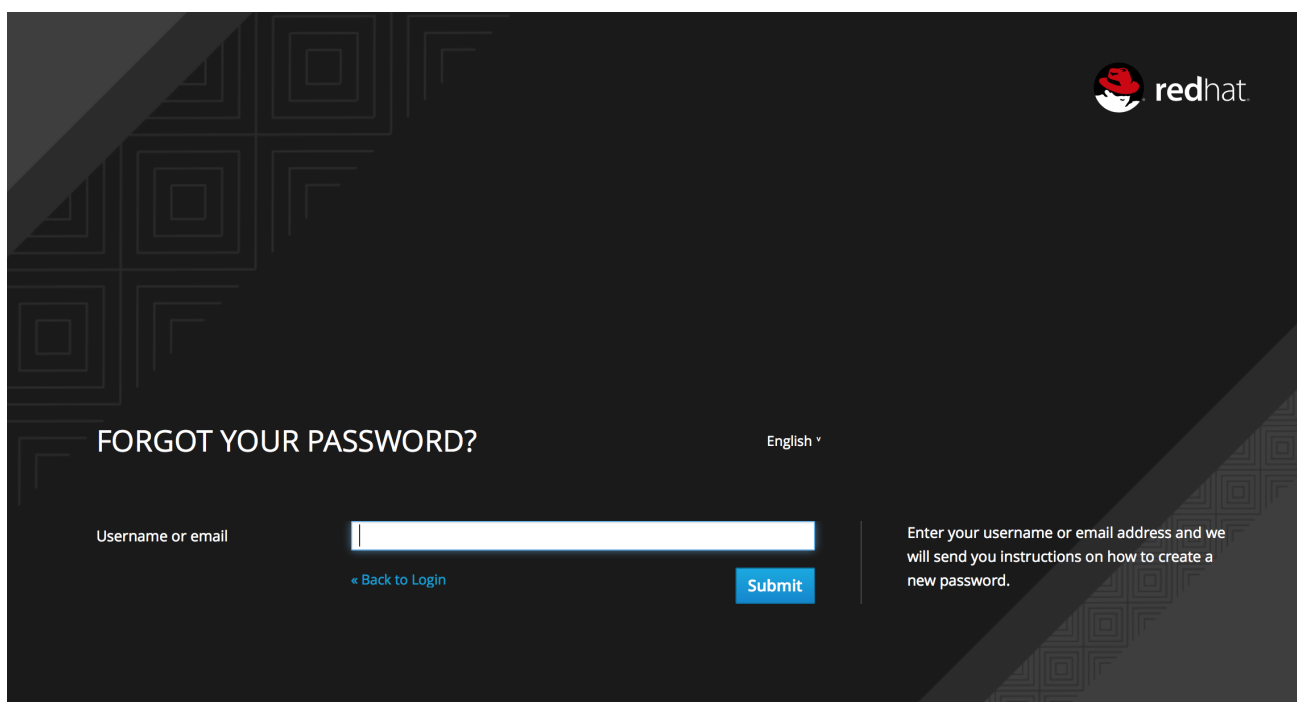 redhat.
FORGOT YOUR PASSWORD?
English ˅
Username or email
« Back to Login
Submit
Enter your username or email address and we
will send you instructions on how to create a
new password.